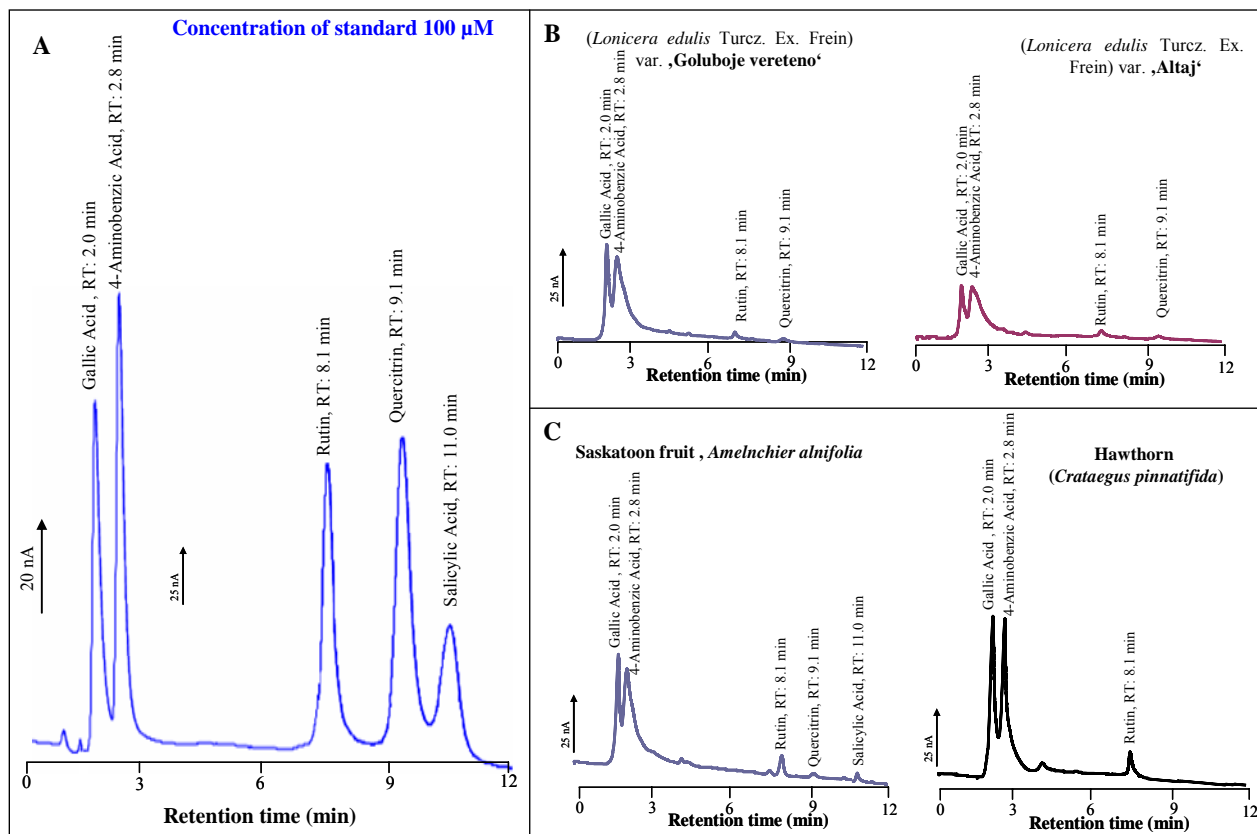 A
Concentration of standard 100 µM
Gallic Acid , RT: 2.0 min
4-Aminobenzic Acid, RT: 2.8 min
Rutin, RT: 8.1 min
Quercitrin, RT: 9.1 min
Salicylic Acid, RT: 11.0 min
20 nA
25 nA
0 3 6 9 12
Retention time (min)
B
(Lonicera edulis Turcz. Ex. Frein)
var. ‚Goluboje vereteno‘
Gallic Acid , RT: 2.0 min
4-Aminobenzic Acid, RT: 2.8 min
Rutin, RT: 8.1 min
Quercitrin, RT: 9.1 min
25 nA
0 3 6 9 12
Retention time (min)
(Lonicera edulis Turcz. Ex.
Frein) var. ‚Altaj‘
Gallic Acid , RT: 2.0 min
4-Aminobenzic Acid, RT: 2.8 min
Rutin, RT: 8.1 min
Quercitrin, RT: 9.1 min
0 3 6 9 12
Retention time (min)
C
Saskatoon fruit , Amelnchier alnifolia
Gallic Acid , RT: 2.0 min
4-Aminobenzic Acid, RT: 2.8 min
Rutin, RT: 8.1 min
Quercitrin, RT: 9.1 min
Salicylic Acid, RT: 11.0 min
25 nA
0 3 6 9 12
Retention time (min)
Hawthorn
(Crataegus pinnatifida)
Gallic Acid , RT: 2.0 min
4-Aminobenzic Acid, RT: 2.8 min
Rutin, RT: 8.1 min
25 nA
0 3 6 9 12
Retention time (min)